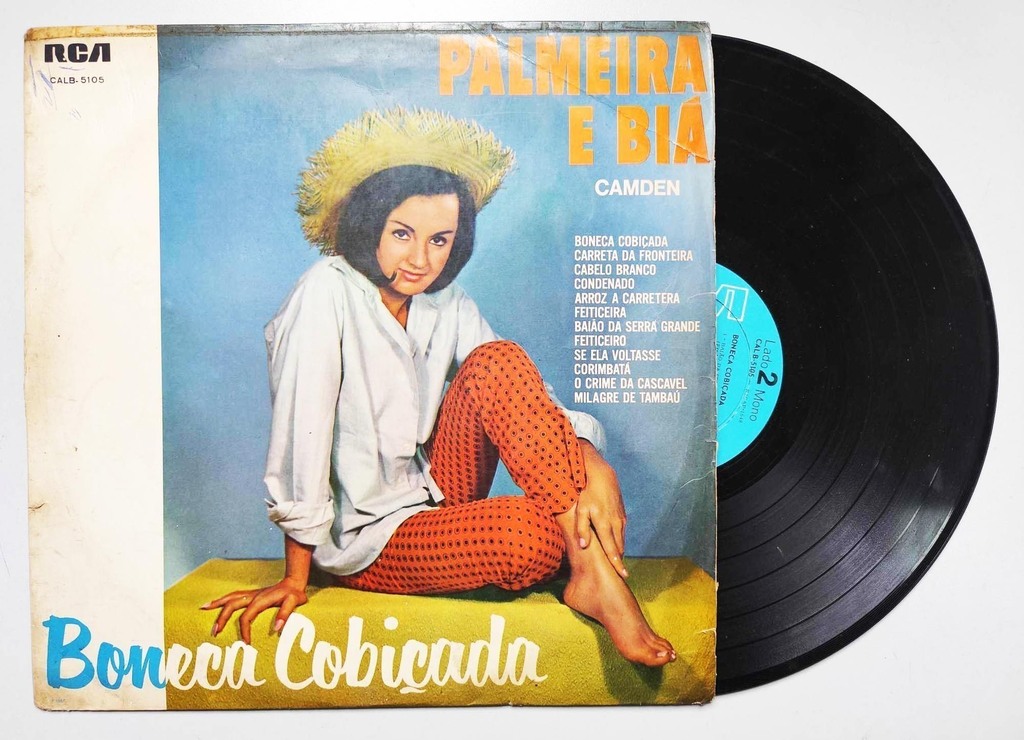 RCA
CALB-5105
PALMEIRA
E BIÁ
CAMDEN
BONECA COBIÇADA
CARRETA DA FRONTEIRA
CABELO BRANCO
CONDENADO
ARROZ A CARRETERA
FEITICEIRA
BAIÃO DA SERRA GRANDE
FEITICEIRO
SE ELA VOLTASSE
CORIMBATÁ
O CRIME DA CASCAVEL
MILAGRE DE TAMBAÚ
Boneca Cobiçada
Lado 2 Mono
CALB-5105
BONECA COBIÇADA